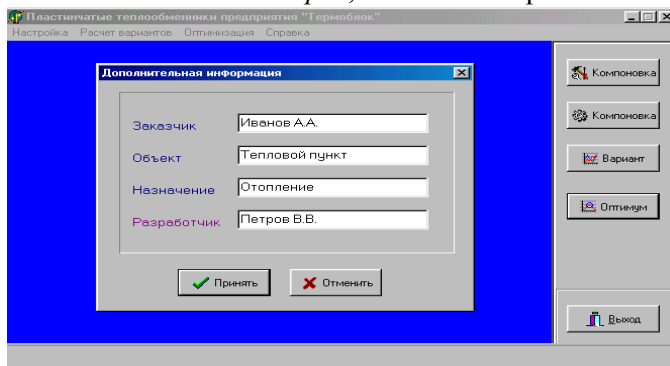 Пластинчатые теплообменники предприятия "Термоблок"
Настройка Расчет вариантов Оптимизация Справка
Дополнительная информация
Заказчик Иванов А.А.
Объект Тепловой пункт
Назначение Отопление
Разработчик Петров В.В.
Принять Отменить
Компоновка
Компоновка
Вариант
Оптимум
Выход